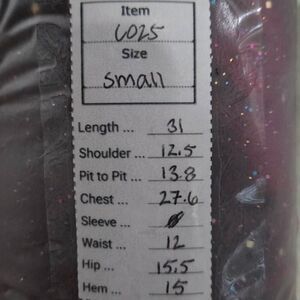 Item
L025
Size
Small
Length ... 31
Shoulder ... 12.5
Pit to Pit ... 13.8
Chest ... 27.6
Sleeve ...
Waist ... 12
Hip ... 15.5
Hem ... 15